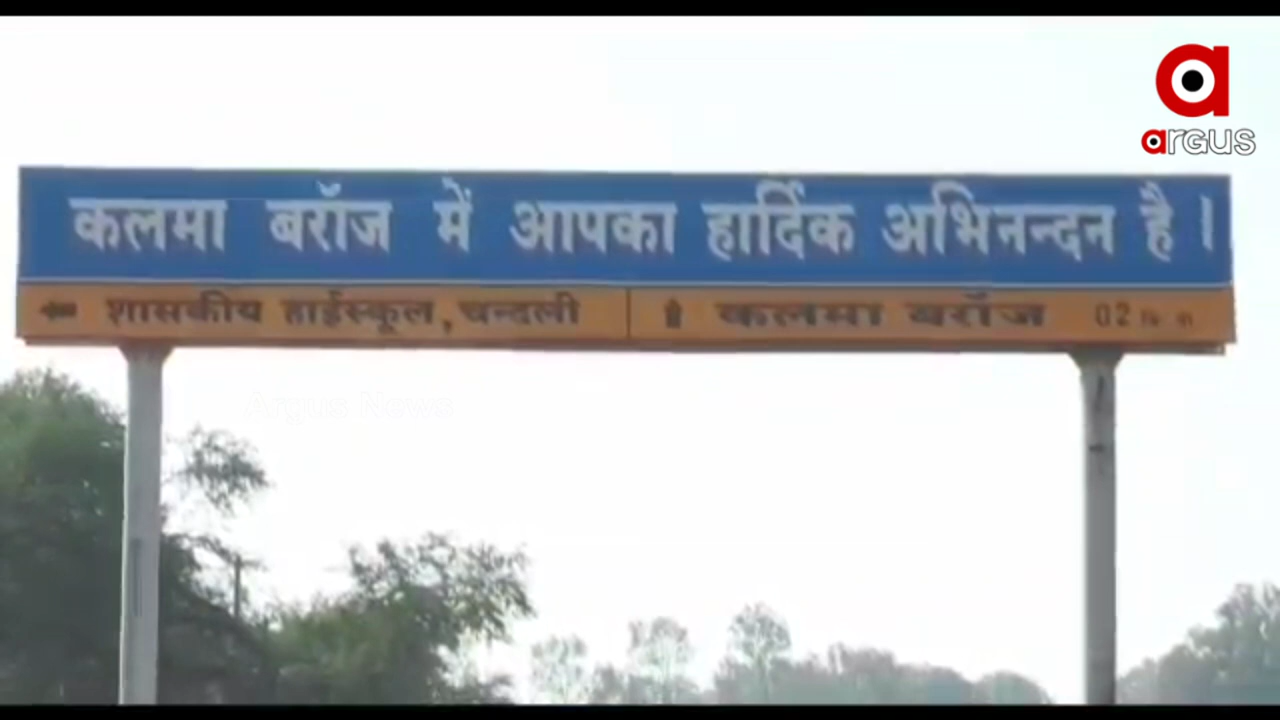 argus
कलमा बरॉज में आपका हार्दिक अभिनन्दन है।
शासकीय हाईस्कूल, चन्दली कलमा बरॉज 02
Argus News